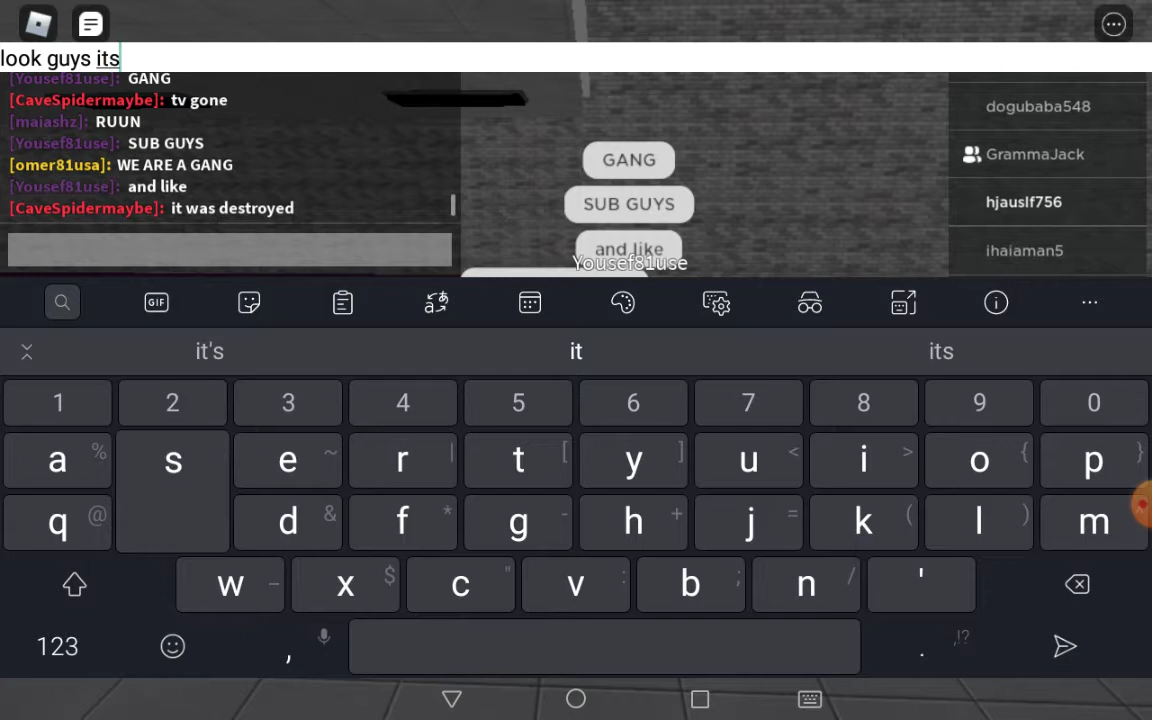 look guys its
[Yousef81use]: GANG
[CaveSpidermaybe]: tv gone
[maiashz]: RUUN
[Yousef81use]: SUB GUYS
[omer81usa]: WE ARE A GANG
[Yousef81use]: and like
[CaveSpidermaybe]: it was destroyed
GANG
SUB GUYS
and like
Yousef81use
dogubaba548
GrammaJack
hjauslf756
ihaiaman5
GIF
it's it its
1 2 3 4 5 6 7 8 9 0
a % s e ~ r | t [ y ] u < i > o { p }
q @ d & f * g - h + j = k ( l ) m
w _ x $ c " v : b ; n / '
123 , . ,!?